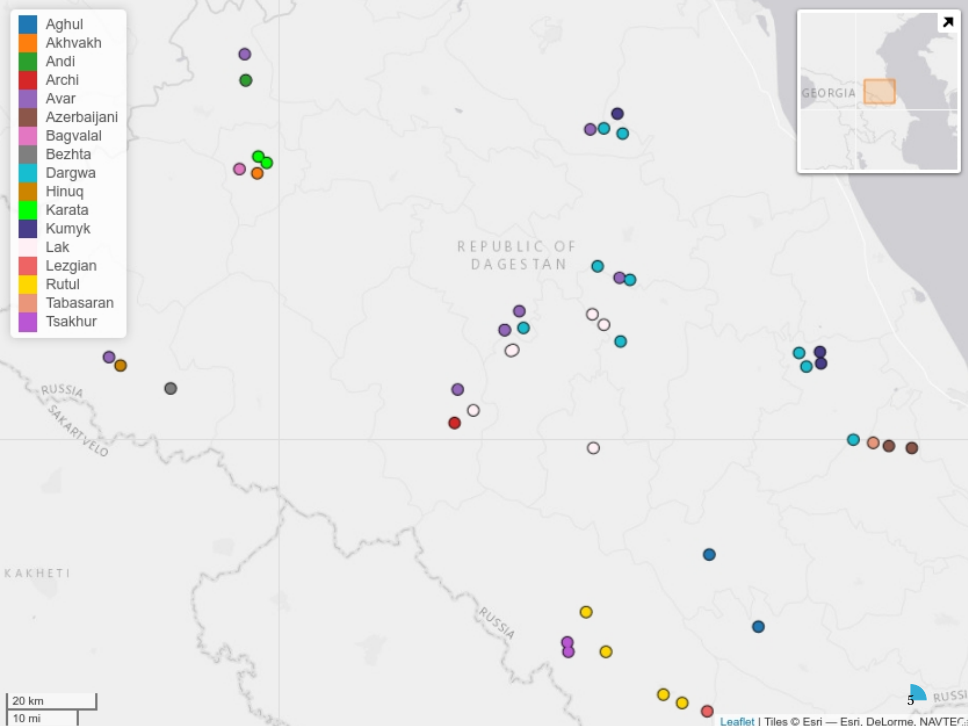 Aghul
Akhvakh
Andi
Archi
Avar
Azerbaijani
Bagvalal
Bezhta
Dargwa
Hinuq
Karata
Kumyk
Lak
Lezgian
Rutul
Tabasaran
Tsakhur
GEORGIA
REPUBLIC OF
DAGESTAN
RUSSIA
SAKARTVELO
KAKHETI
RUSSIA
5
RUSSI
20 km
10 mi
Leaflet | Tiles © Esri — Esri, DeLorme, NAVTEQ